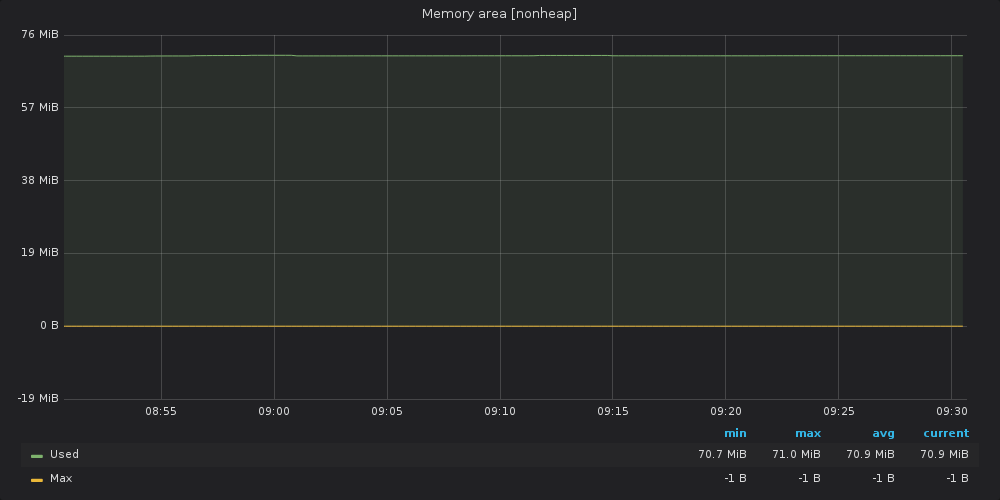 Memory area [nonheap]
76 MiB
57 MiB
38 MiB
19 MiB
0 B
-19 MiB
08:55 09:00 09:05 09:10 09:15 09:20 09:25 09:30
min max avg current
Used 70.7 MiB 71.0 MiB 70.9 MiB 70.9 MiB
Max -1 B -1 B -1 B -1 B